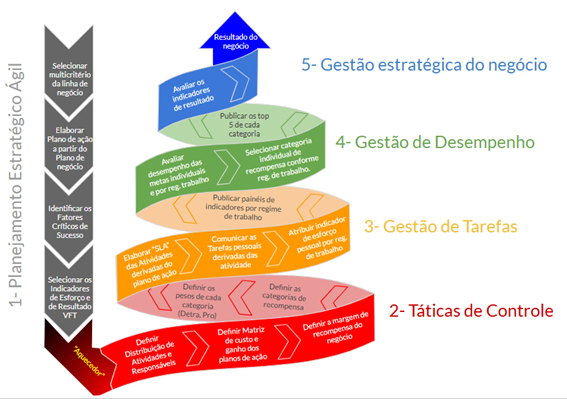 1- Planejamento Estratégico Ágil
Selecionar
multicritério
da linha de
negócio
Elaborar
Plano de ação
a partir do
Plano de
negócio
Identificar os
Fatores
Críticos de
Sucesso
Selecionar os
Indicadores
de Esforço e
de Resultado
VFT
"Aquecedor"
Resultado
do negócio
Avaliar os
indicadores
de resultado
5- Gestão estratégica do negócio
Publicar os top
5 de cada
categoria
Avaliar
desempenho das
metas individuais
e por reg. trabalho
Selecionar categoria
individual de
recompensa conforme
reg. de trabalho.
4- Gestão de Desempenho
Publicar painéis de
indicadores por regime
de trabalho
Elaborar "SLA"
das Atividades
derivadas do
plano de ação
Comunicar as
Tarefas pessoais
derivadas das
atividade
Atribuir indicador
de esforço
pessoal por reg.
de trabalho
3- Gestão de Tarefas
Definir os
pesos de cada
categoria
(Detra, Pro)
Definir as
categorias de
recompensa
Definir
Distribuição de
Atividades e
Responsáveis
Definir Matriz
de custo e
ganho dos
planos de ação
Definir a margem de
recompensa do
negócio
2- Táticas de Controle